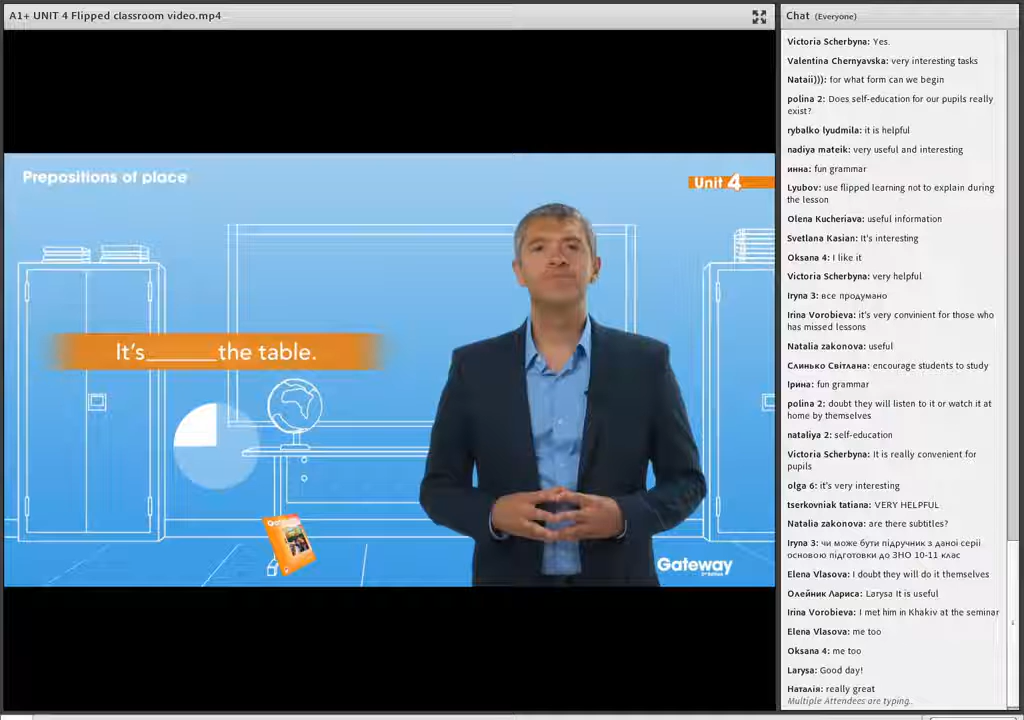 A1+ UNIT 4 Flipped classroom video.mp4
Prepositions of place
Unit 4
It's______the table.
Gateway
2nd Edition
Chat (Everyone)
Victoria Scherbyna: Yes.
Valentina Chernyavska: very interesting tasks
Nataii))): for what form can we begin
polina 2: Does self-education for our pupils really
exist?
rybalko lyudmila: it is helpful
nadiya mateik: very useful and interesting
инна: fun grammar
Lyubov: use flipped learning not to explain during
the lesson
Olena Kucheriava: useful information
Svetlana Kasian: It's interesting
Oksana 4: I like it
Victoria Scherbyna: very helpful
Iryna 3: все продумано
Irina Vorobieva: it's very convinient for those who
has missed lessons
Natalia zakonova: useful
Слинько Світлана: encourage students to study
Ірина: fun grammar
polina 2: doubt they will listen to it or watch it at
home by themselves
nataliya 2: self-education
Victoria Scherbyna: It is really convenient for
pupils
olga 6: it's very interesting
tserkovniak tatiana: VERY HELPFUL
Natalia zakonova: are there subtitles?
Iryna 3: чи може бути підручник з даноі серіі
основою підготовки до ЗНО 10-11 клас
Elena Vlasova: I doubt they will do it themselves
Олейник Лариса: Larysa It is useful
Irina Vorobieva: I met him in Khakiv at the seminar
Elena Vlasova: me too
Oksana 4: me too
Larysa: Good day!
Наталія: really great
Multiple Attendees are typing..